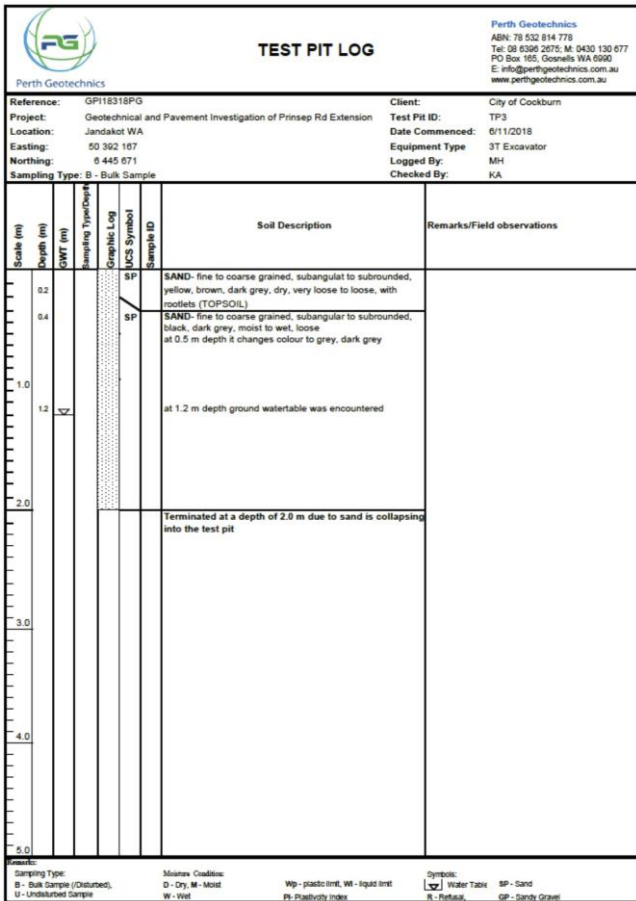 PG
Perth Geotechnics
TEST PIT LOG
Perth Geotechnics
ABN: 78 532 814 778
Tel: 08 6396 2675; M: 0430 130 677
PO Box 165, Gosnells WA 6990
E: info@perthgeotechnics.com.au
www.perthgeotechnics.com.au
Reference: GPI18318PG Client: City of Cockburn
Project: Geotechnical and Pavement Investigation of Prinsep Rd Extension Test Pit ID: TP3
Location: Jandakot WA Date Commenced: 6/11/2018
Easting: 50 392 167 Equipment Type 3T Excavator
Northing: 6 445 671 Logged By: MH
Sampling Type: B - Bulk Sample Checked By: KA
Scale (m) Depth (m) GWT (m) Sampling Type/Depth Graphic Log UCS Symbol Sample ID Soil Description Remarks/Field observations
SP SAND- fine to coarse grained, subangulat to subrounded,
0.2 yellow, brown, dark grey, dry, very loose to loose, with
rootlets (TOPSOIL)
0.4 SP SAND- fine to coarse grained, subangular to subrounded,
black, dark grey, moist to wet, loose
at 0.5 m depth it changes colour to grey, dark grey
1.0
1.2 at 1.2 m depth ground watertable was encountered
2.0
Terminated at a depth of 2.0 m due to sand is collapsing
into the test pit
3.0
4.0
5.0
Remarks:
Sampling Type: Moisture Condition: Symbols:
B - Bulk Sample (/Disturbed), D - Dry, M - Moist Wp - plastic limit, Wl - liquid limit Water Table SP - Sand
U - Undisturbed Sample W - Wet PI- Plastivity Index R - Refusal, GP - Sandy Gravel